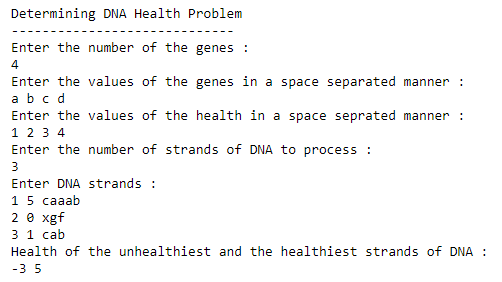 Determining DNA Health Problem
----------------------------
Enter the number of the genes :
4
Enter the values of the genes in a space separated manner :
a b c d
Enter the values of the health in a space seprated manner :
1 2 3 4
Enter the number of strands of DNA to process :
3
Enter DNA strands :
1 5 caaab
2 0 xgf
3 1 cab
Health of the unhealthiest and the healthiest strands of DNA :
-3 5